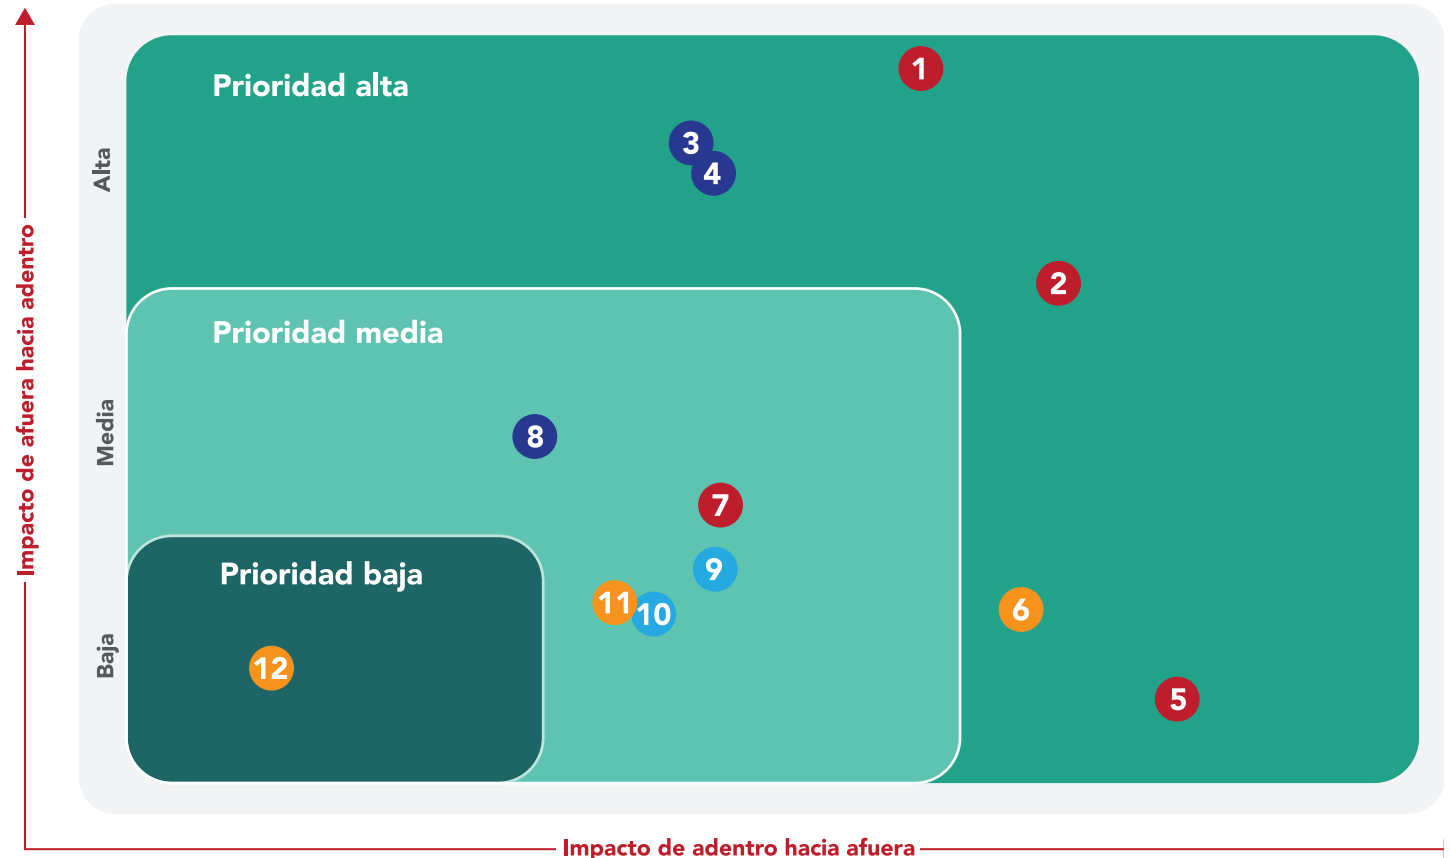 Prioridad alta
1
3
4
Alta
Impacto de afuera hacia adentro
2
Prioridad media
Media
8
7
9
Prioridad baja
11
10
6
Baja
12
5
Impacto de adentro hacia afuera